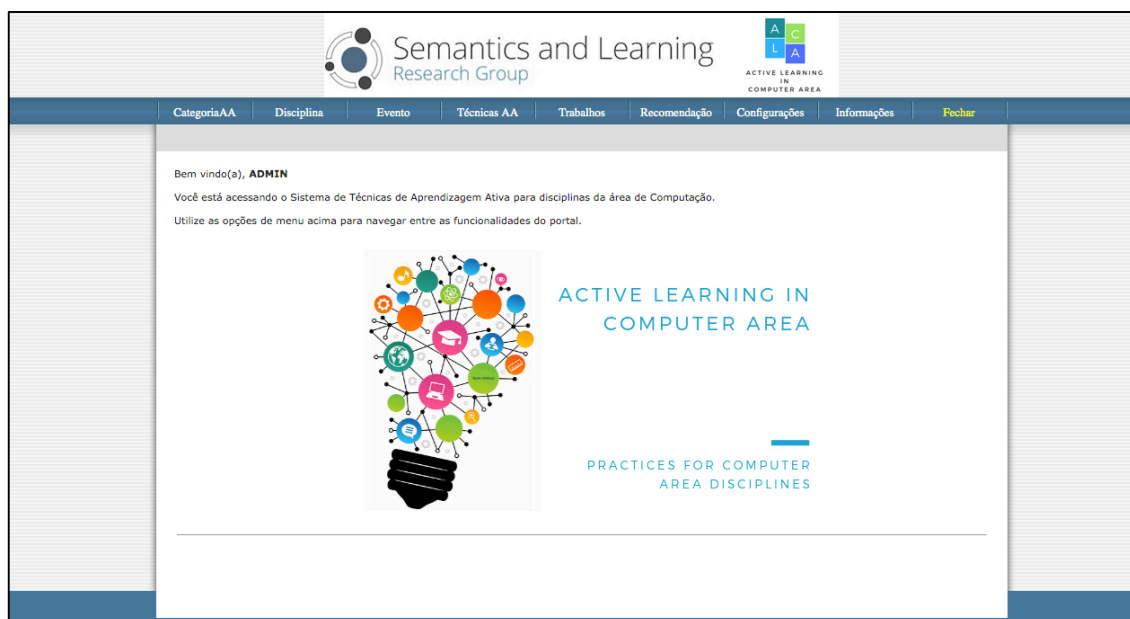 Semantics and Learning
Research Group
A C
L A
ACTIVE LEARNING
IN
COMPUTER AREA
CategoriaAA Disciplina Evento Técnicas AA Trabalhos Recomendação Configurações Informações Fechar
Bem vindo(a), ADMIN
Você está acessando o Sistema de Técnicas de Aprendizagem Ativa para disciplinas da área de Computação.
Utilize as opções de menu acima para navegar entre as funcionalidades do portal.
ACTIVE LEARNING IN
COMPUTER AREA
PRACTICES FOR COMPUTER
AREA DISCIPLINES